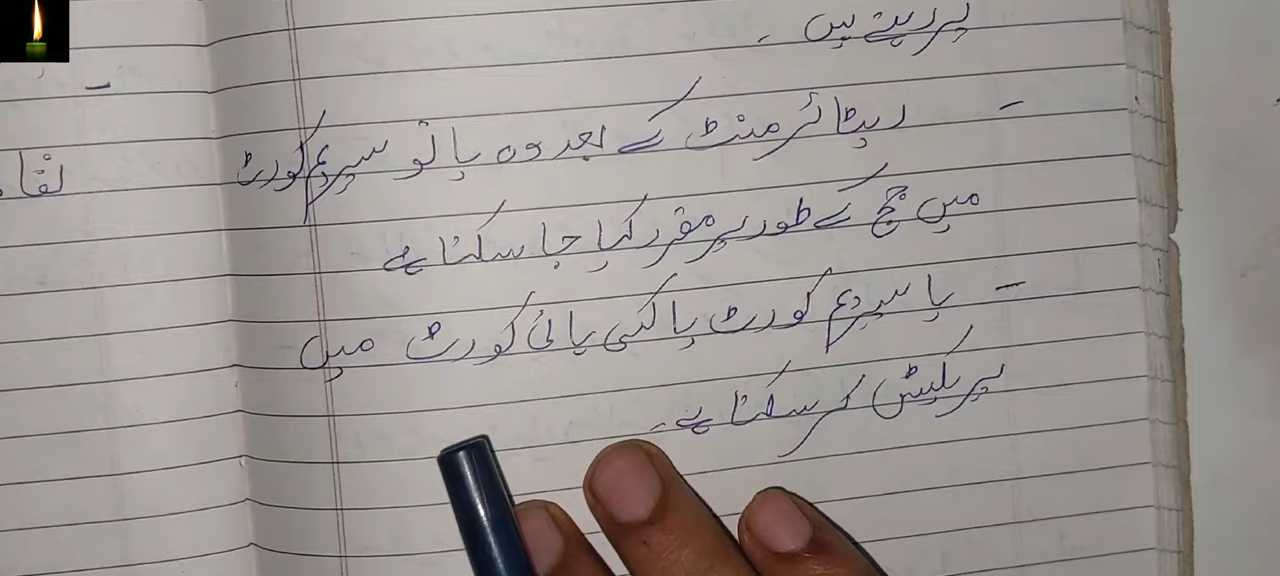 پر دیتے ہیں ۔
- ریٹائرمنٹ کے بعد وہ یا تو سپریم کورٹ
میں جج کے طور پر مقرر کیا جا سکتا ہے
- یا سپریم کورٹ یا کسی ہائی کورٹ میں
پریکٹس کر سکتا ہے۔